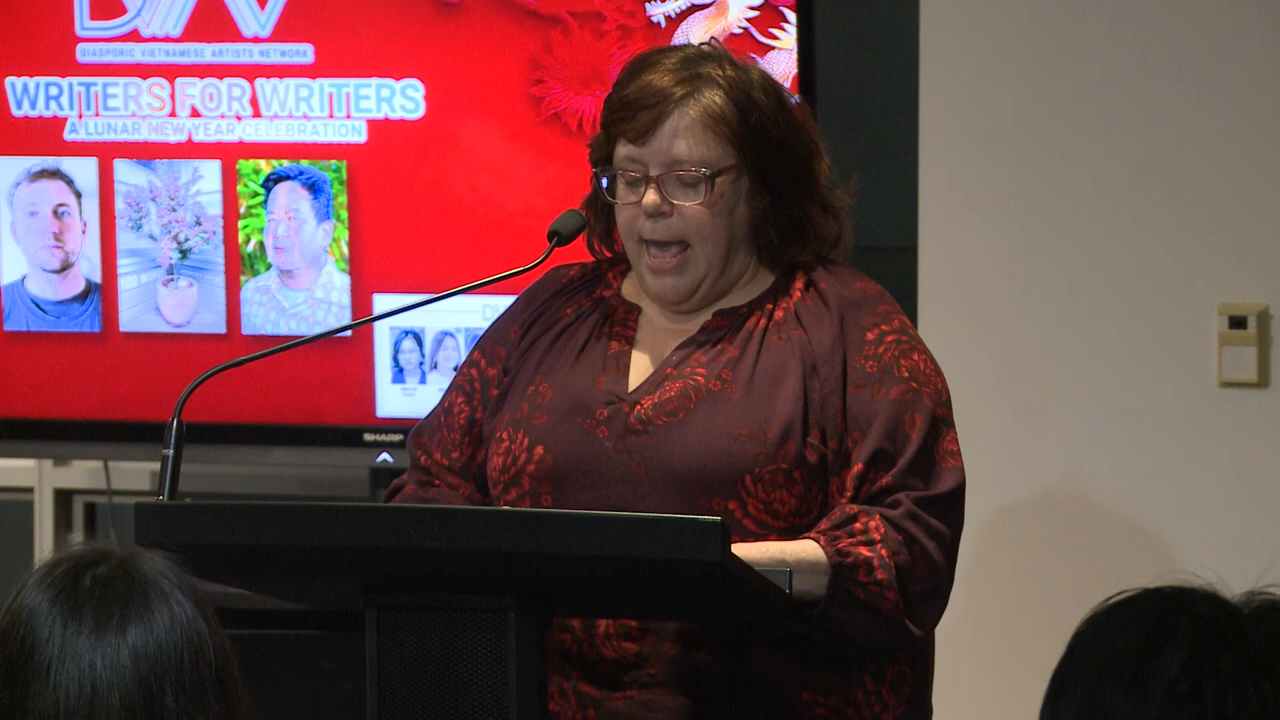 DIASPORIC VIETNAMESE ARTISTS NETWORK
WRITERS FOR WRITERS
A LUNAR NEW YEAR CELEBRATION
SHARP